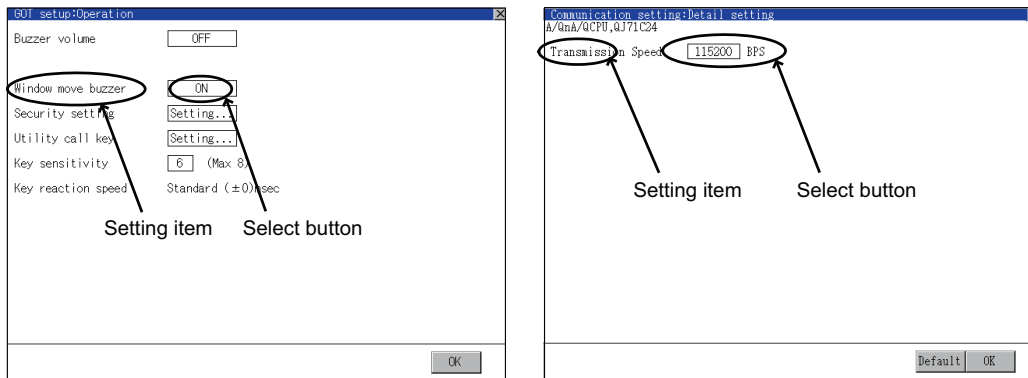 GOT setup:Operation
Buzzer volume OFF
Window move buzzer ON
Security setting Setting...
Utility call key Setting...
Key sensitivity 6 (Max 8)
Key reaction speed Standard (±0)msec
Setting item Select button
OK
Communication setting:Detail setting
A/QnA/QCPU,QJ71C24
Transmission Speed 115200 BPS
Setting item Select button
Default OK